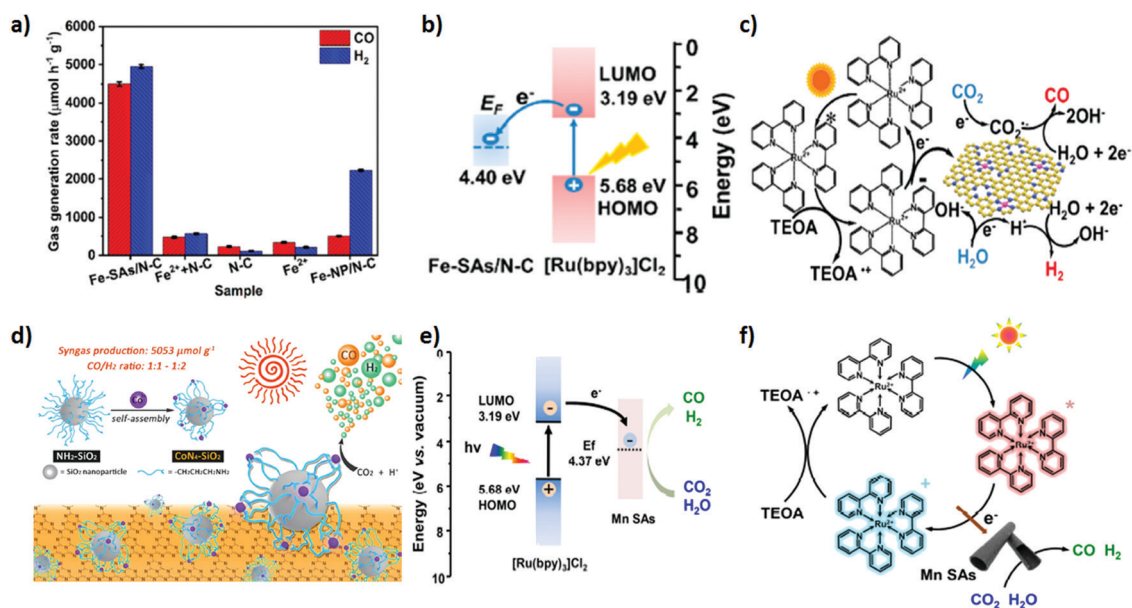 a)
Gas generation rate (μmol h⁻¹ g⁻¹)
6000
5000
4000
3000
2000
1000
500
0
CO
H₂
Fe-SAs/N-C
Fe²⁺+N-C
N-C
Fe²⁺
Fe-NP/N-C
Sample
b)
LUMO
3.19 eV
E_F
e⁻
4.40 eV
5.68 eV
HOMO
Fe-SAs/N-C
[Ru(bpy)₃]Cl₂
0
2
4
6
8
10
Energy (eV)
c)
*
TEOA
TEOA•+
e⁻
CO₂
e⁻
CO₂•-
CO
2OH⁻
H₂O + 2e⁻
H₂O + 2e⁻
OH⁻
OH⁻
e⁻
H•
H₂O
H₂
d)
Syngas production: 5053 μmol g⁻¹
CO/H₂ ratio: 1:1 - 1:2
Co
self-assembly
NH₂-SiO₂
CoN₄-SiO₂
= SiO₂ nanoparticle
= -CH₂CH₂CH₂NH₂
CO
H₂
CO₂ + H⁺
e)
Energy (eV vs. vacuum)
0
2
4
6
8
10
LUMO
3.19 eV
hν
5.68 eV
HOMO
[Ru(bpy)₃]Cl₂
e⁻
Ef
4.37 eV
Mn SAs
CO
H₂
CO₂
H₂O
f)
TEOA ·+
TEOA
*
+
e⁻
Mn SAs
CO H₂
CO₂ H₂O